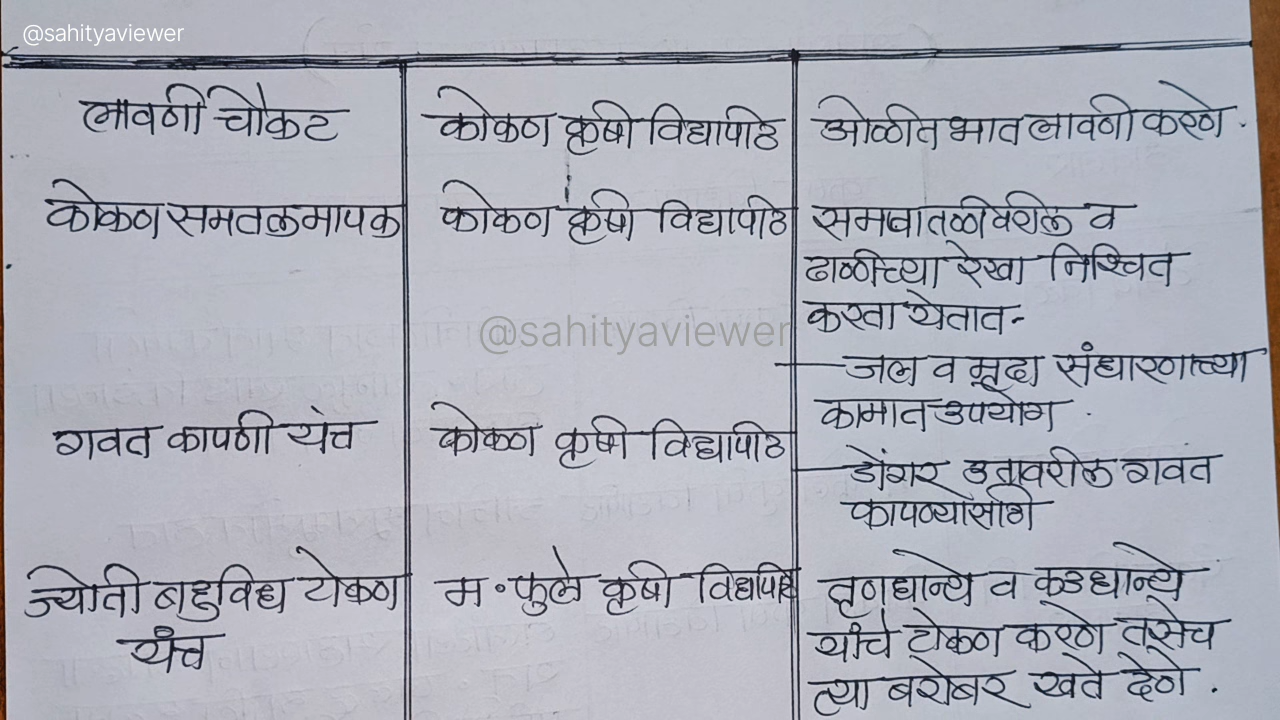 @sahityaviewer
लावणी चौकट
कोकण कृषी विद्यापीठ
ओळीत भात लावणी करणे.
कोकण समतल मापक
कोकण कृषी विद्यापीठ
समपातळीवरील व
ढाळीच्या रेखा निश्चित
करता येतात-
@sahityaviewer
जल व मृदा संधारणाच्या
कामात उपयोग.
गवत कापणी यंत्र
कोकण कृषी विद्यापीठ
डोंगर उतावरील गवत
कापण्यासाठी
ज्योती बहुविध टोकण
यंत्र
म. फुले कृषी विद्यापीठ
तृणधान्ये व कडधान्ये
यांचे टोकण करणे तसेच
त्या बरोबर खते देणे.